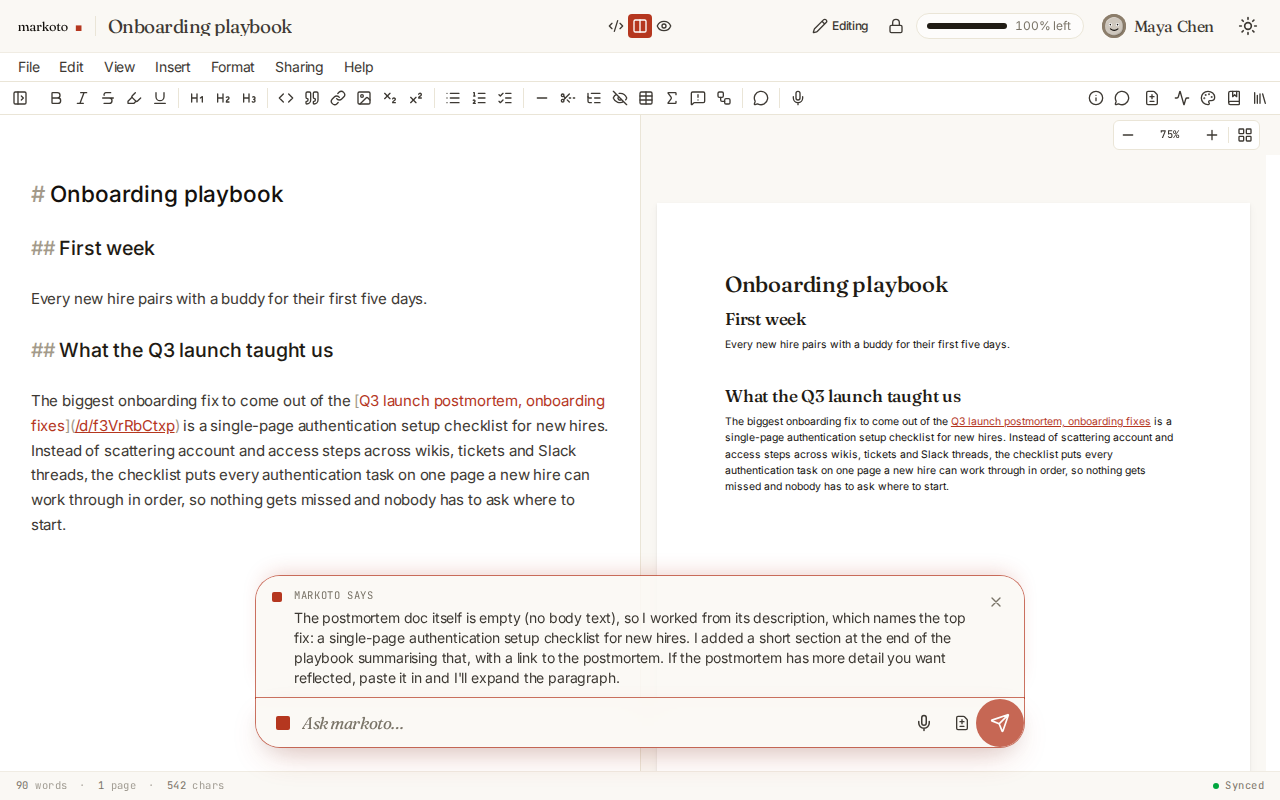 markoto
Onboarding playbook
Editing
100% left
Maya Chen
File Edit View Insert Format Sharing Help
H1 H2 H3
75%
# Onboarding playbook
## First week
Every new hire pairs with a buddy for their first five days.
## What the Q3 launch taught us
The biggest onboarding fix to come out of the [Q3 launch postmortem, onboarding
fixes](/d/f3VrRbCtxp) is a single-page authentication setup checklist for new hires.
Instead of scattering account and access steps across wikis, tickets and Slack
threads, the checklist puts every authentication task on one page a new hire can
work through in order, so nothing gets missed and nobody has to ask where to
start.
Onboarding playbook
First week
Every new hire pairs with a buddy for their first five days.
What the Q3 launch taught us
The biggest onboarding fix to come out of the Q3 launch postmortem, onboarding fixes is a
single-page authentication setup checklist for new hires. Instead of scattering account and
access steps across wikis, tickets and Slack threads, the checklist puts every
authentication task on one page a new hire can work through in order, so nothing gets
missed and nobody has to ask where to start.
MARKOTO SAYS
The postmortem doc itself is empty (no body text), so I worked from its description, which names the top
fix: a single-page authentication setup checklist for new hires. I added a short section at the end of the
playbook summarising that, with a link to the postmortem. If the postmortem has more detail you want
reflected, paste it in and I'll expand the paragraph.
Ask markoto...
90 words · 1 page · 542 chars
Synced